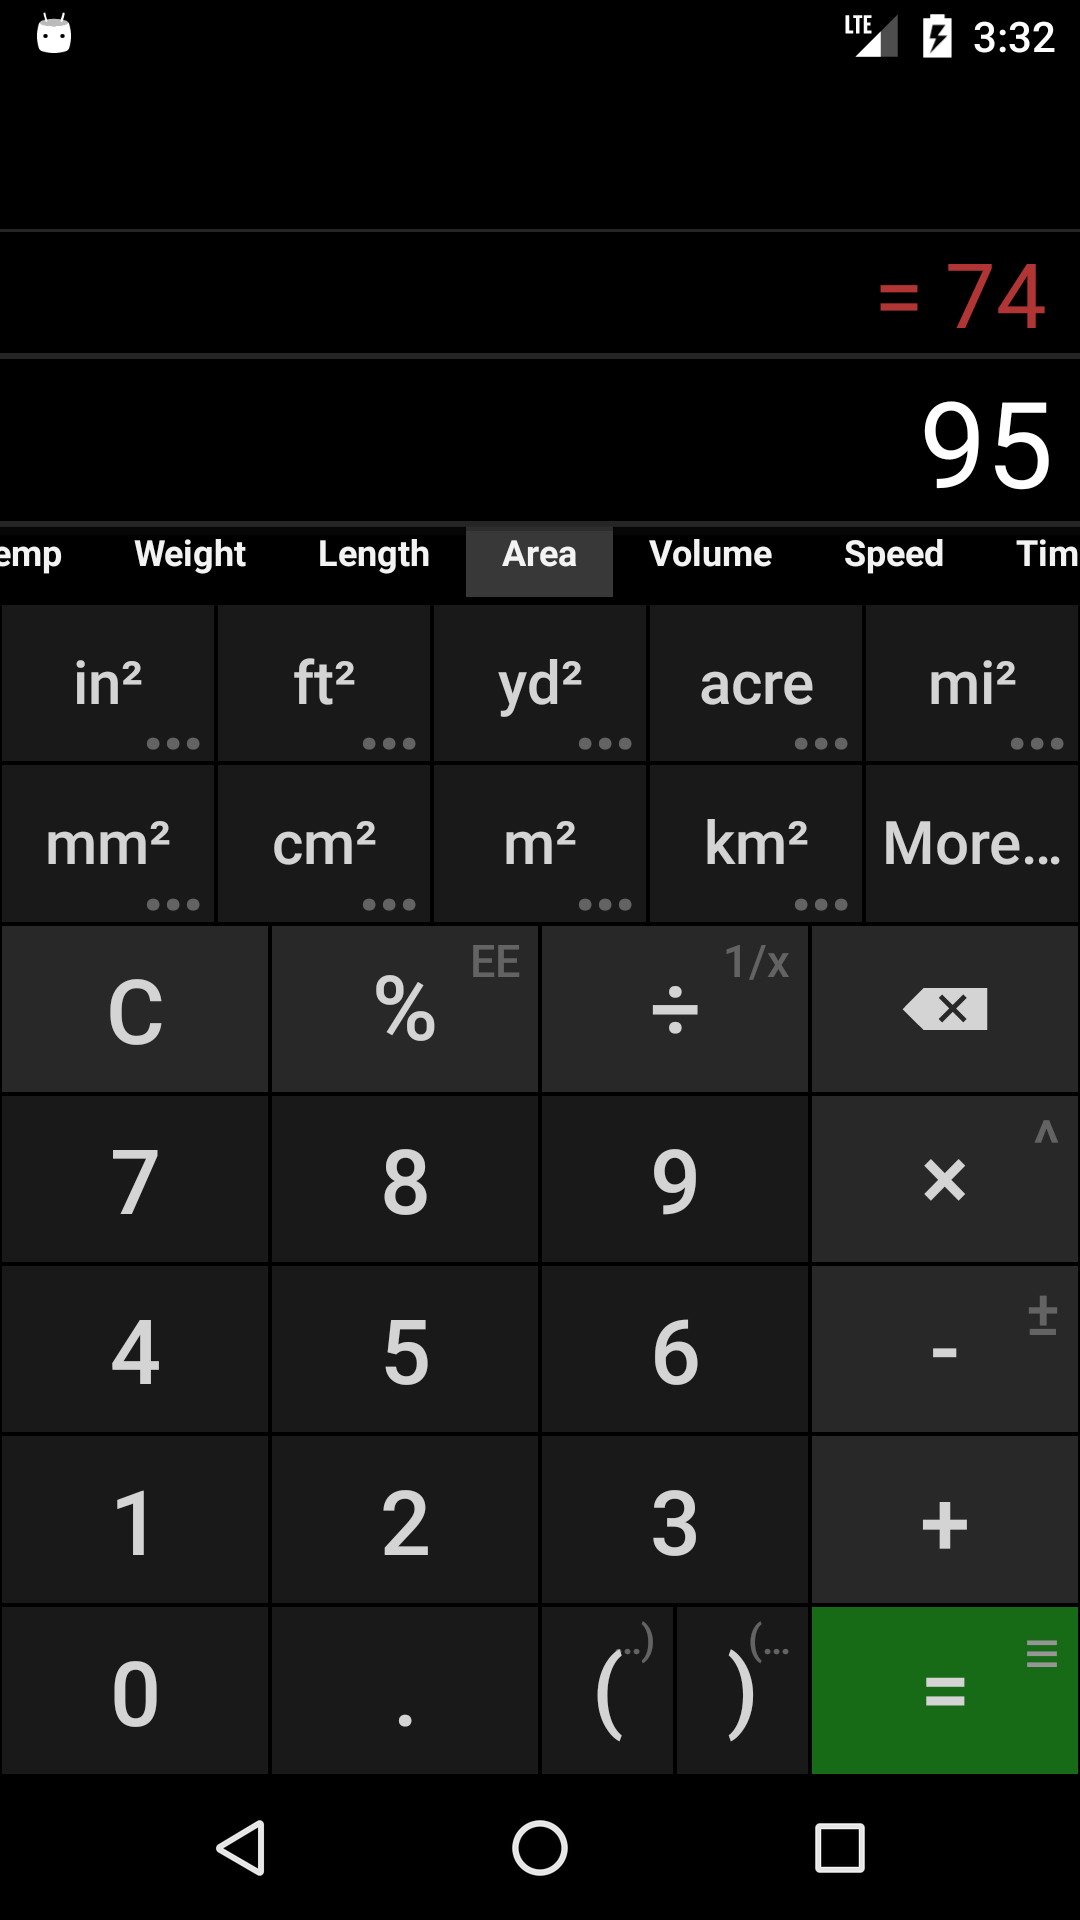 LTE 3:32
= 74
95
emp Weight Length Area Volume Speed Tim
in² ft² yd² acre mi²
mm² cm² m² km² More...
C % EE ÷ 1/x
7 8 9 × ^
4 5 6 - ±
1 2 3 +
0 . ( ..) ) (... =